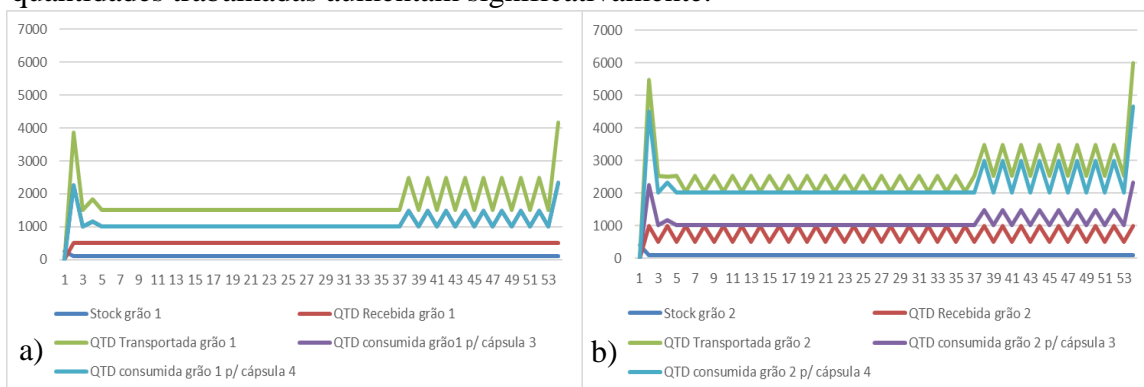 quantidades trabalhadas aumentam significativamente.
7000
6000
5000
4000
3000
2000
1000
0
1 3 5 7 9 11 13 15 17 19 21 23 25 27 29 31 33 35 37 39 41 43 45 47 49 51 53
Stock grão 1
QTD Recebida grão 1
QTD Transportada grão 1
QTD consumida grão1 p/ cápsula 3
QTD consumida grão 1 p/ cápsula 4
a)
7000
6000
5000
4000
3000
2000
1000
0
1 3 5 7 9 11 13 15 17 19 21 23 25 27 29 31 33 35 37 39 41 43 45 47 49 51 53
Stock grão 2
QTD Recebida grão 2
QTD Transportada grão 2
QTD consumida grão 2 p/ cápsula 3
QTD consumida grão 2 p/ cápsula 4
b)